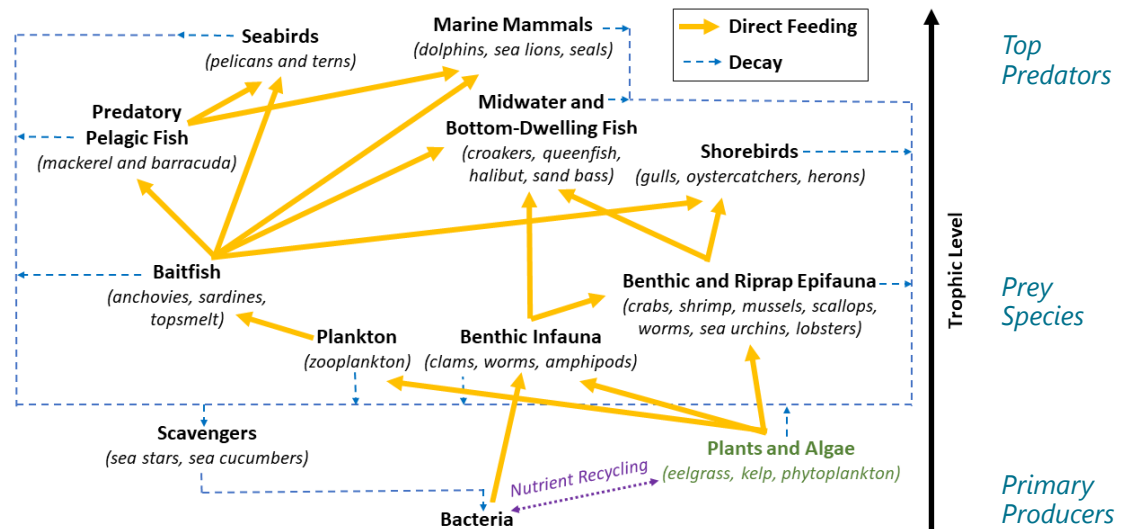 Seabirds
(pelicans and terns)
Marine Mammals
(dolphins, sea lions, seals)
Direct Feeding
Decay
Top
Predators
Predatory
Pelagic Fish
(mackerel and barracuda)
Midwater and
Bottom-Dwelling Fish
(croakers, queenfish,
halibut, sand bass)
Shorebirds
(gulls, oystercatchers, herons)
Trophic Level
Baitfish
(anchovies, sardines,
topsmelt)
Benthic and Riprap Epifauna
(crabs, shrimp, mussels, scallops,
worms, sea urchins, lobsters)
Prey
Species
Plankton
(zooplankton)
Benthic Infauna
(clams, worms, amphipods)
Scavengers
(sea stars, sea cucumbers)
Plants and Algae
(eelgrass, kelp, phytoplankton)
Nutrient Recycling
Bacteria
Primary
Producers